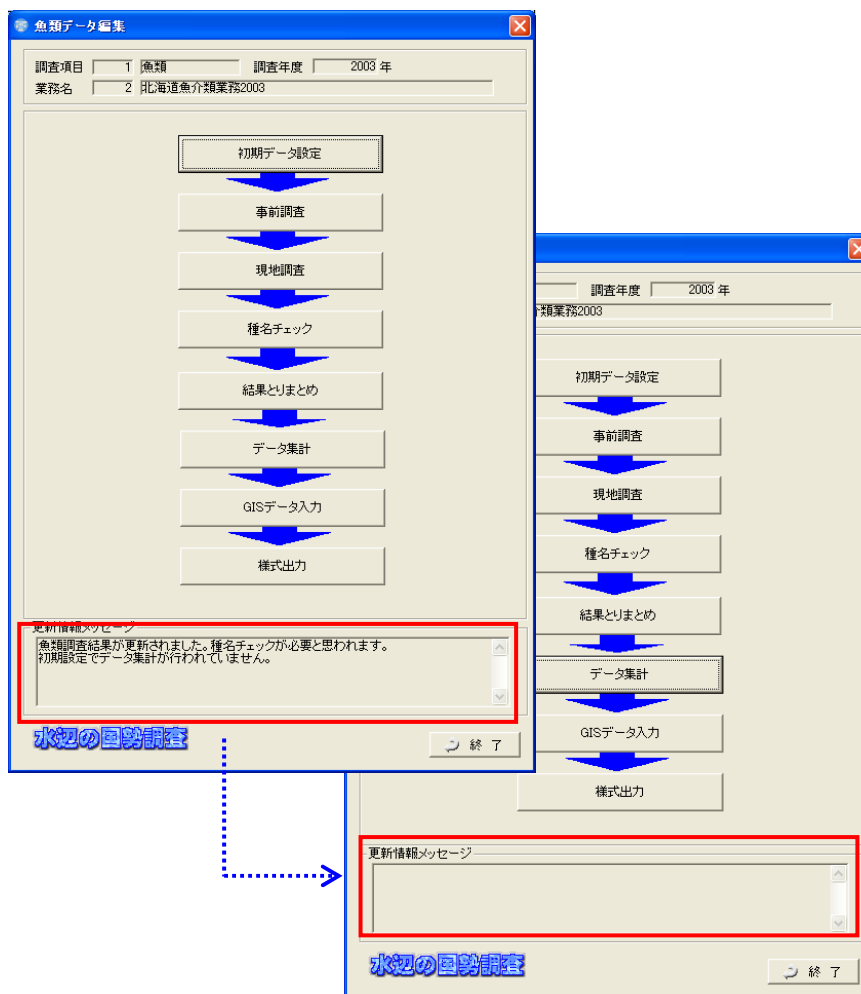 魚類データ編集
調査項目 1 魚類 調査年度 2003 年
業務名 2 北海道魚介類業務2003
初期データ設定
事前調査
現地調査
種名チェック
結果とりまとめ
データ集計
GISデータ入力
様式出力
更新情報メッセージ
魚類調査結果が更新されました。種名チェックが必要と思われます。
初期設定でデータ集計が行われていません。
水辺の国勢調査
終 了
調査年度 2003 年
類業務2003
初期データ設定
事前調査
現地調査
種名チェック
結果とりまとめ
データ集計
GISデータ入力
様式出力
更新情報メッセージ
水辺の国勢調査
終 了